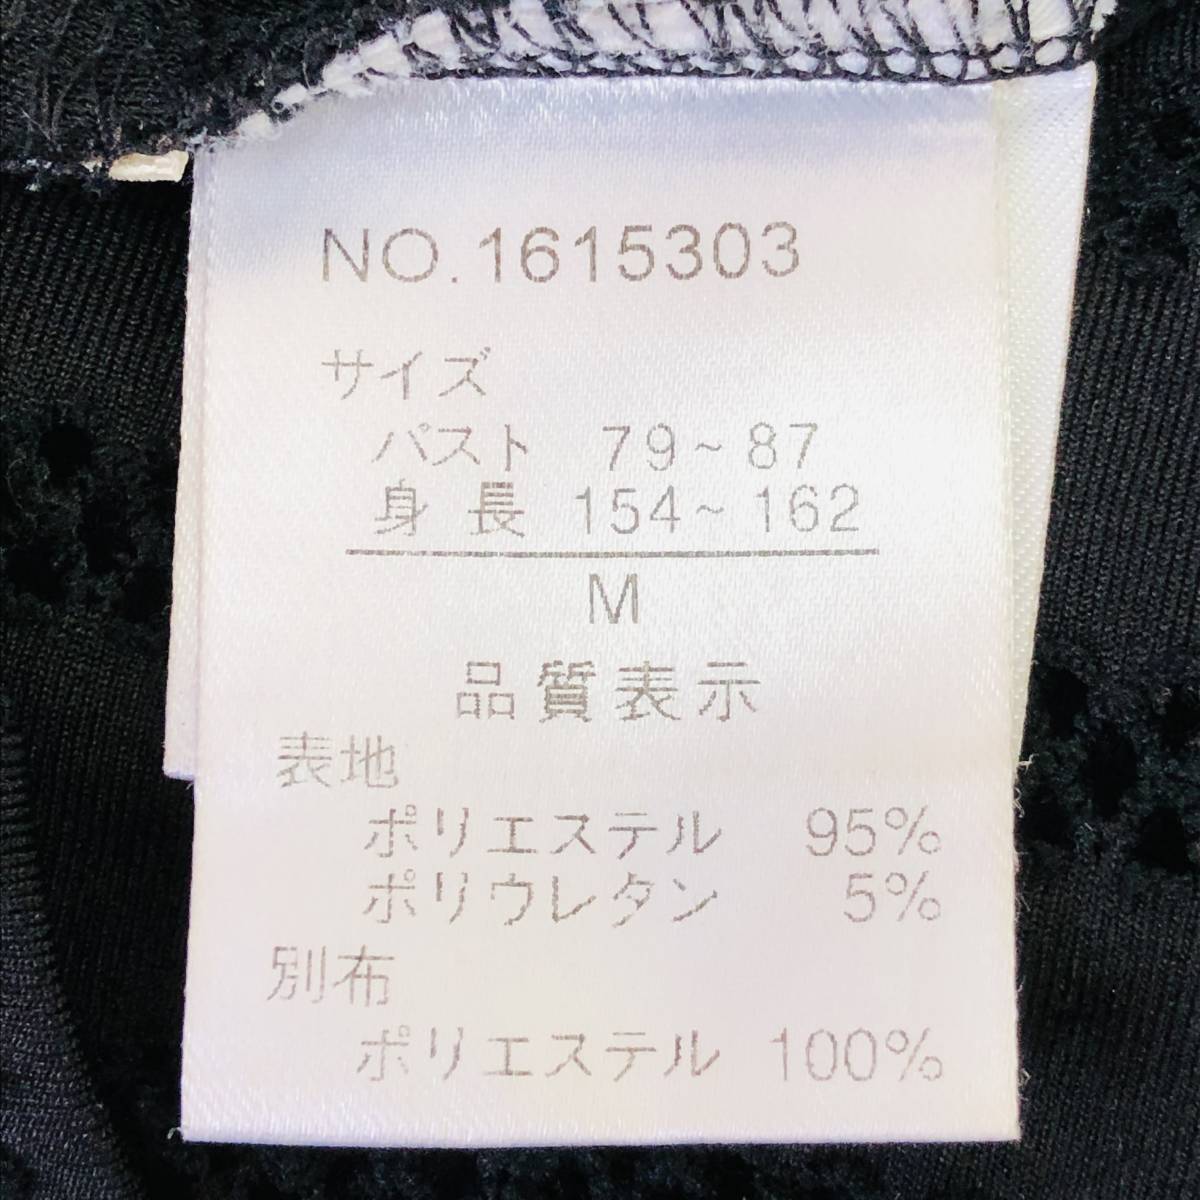 NO.1615303
サイズ
バスト 79~87
身長 154~162
M
品質表示
表地
ポリエステル 95%
ポリウレタン 5%
別布
ポリエステル 100%